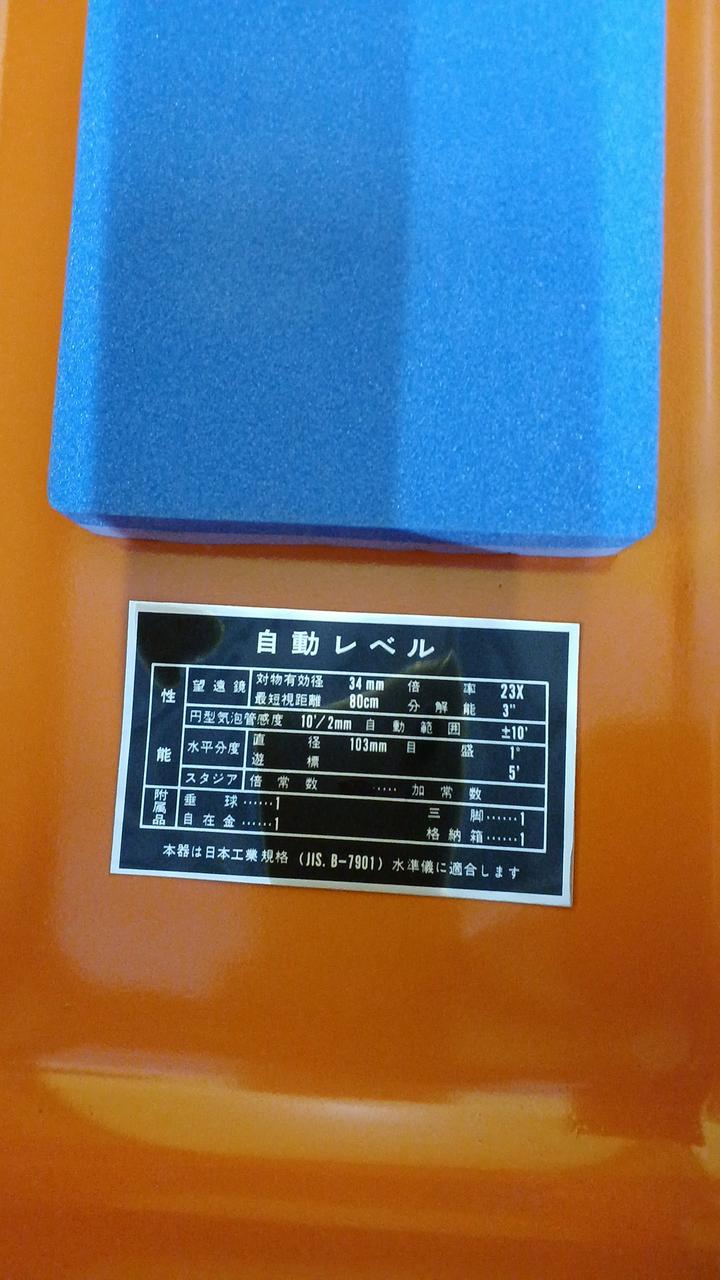 自動レベル
性能
望遠鏡 対物有効径 34mm 倍率 23X
最短視距離 80cm 分解能 3"
円型気泡管感度 10'/2mm 自動範囲 ±10'
水平分度 直径 103mm 目盛 1°
遊標 5'
スタジア 倍常数 ‥‥ 加常数
附属品
垂球……1 三脚……1
自在金……1 格納箱……1
本器は日本工業規格(JIS.B-7901)水準儀に適合します